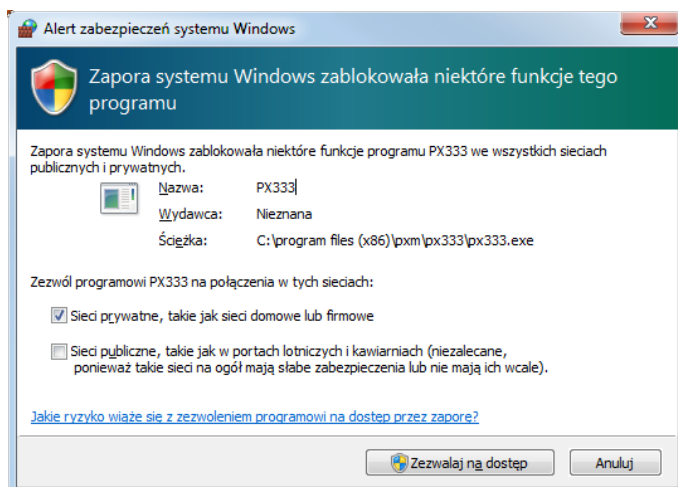 Alert zabezpieczeń systemu Windows
Zapora systemu Windows zablokowała niektóre funkcje tego
programu
Zapora systemu Windows zablokowała niektóre funkcje programu PX333 we wszystkich sieciach
publicznych i prywatnych.
Nazwa: PX333
Wydawca: Nieznana
Ścieżka: C:\program files (x86)\pxm\px333\px333.exe
Zezwól programowi PX333 na połączenia w tych sieciach:
Sieci prywatne, takie jak sieci domowe lub firmowe
Sieci publiczne, takie jak w portach lotniczych i kawiarniach (niezalecane,
ponieważ takie sieci na ogół mają słabe zabezpieczenia lub nie mają ich wcale).
Jakie ryzyko wiąże się z zezwoleniem programowi na dostęp przez zaporę?
Zezwalaj na dostęp Anuluj